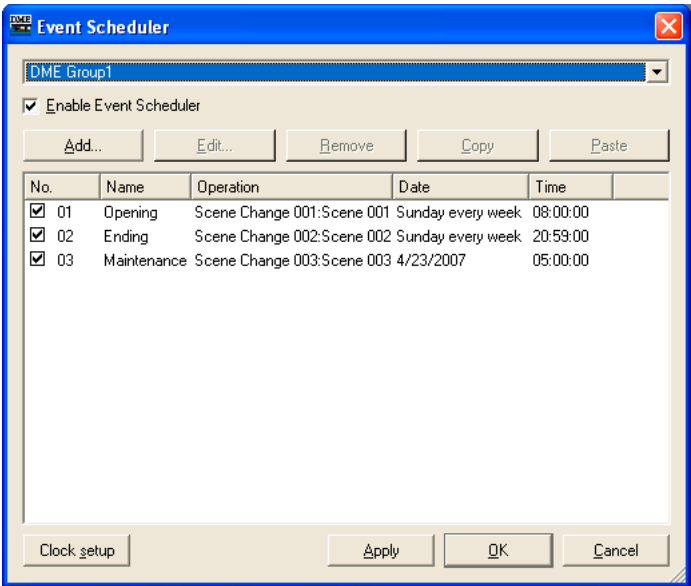 DME Event Scheduler
DME Group1
Enable Event Scheduler
Add... Edit... Remove Copy Paste
No. Name Operation Date Time
01 Opening Scene Change 001:Scene 001 Sunday every week 08:00:00
02 Ending Scene Change 002:Scene 002 Sunday every week 20:59:00
03 Maintenance Scene Change 003:Scene 003 4/23/2007 05:00:00
Clock setup Apply OK Cancel